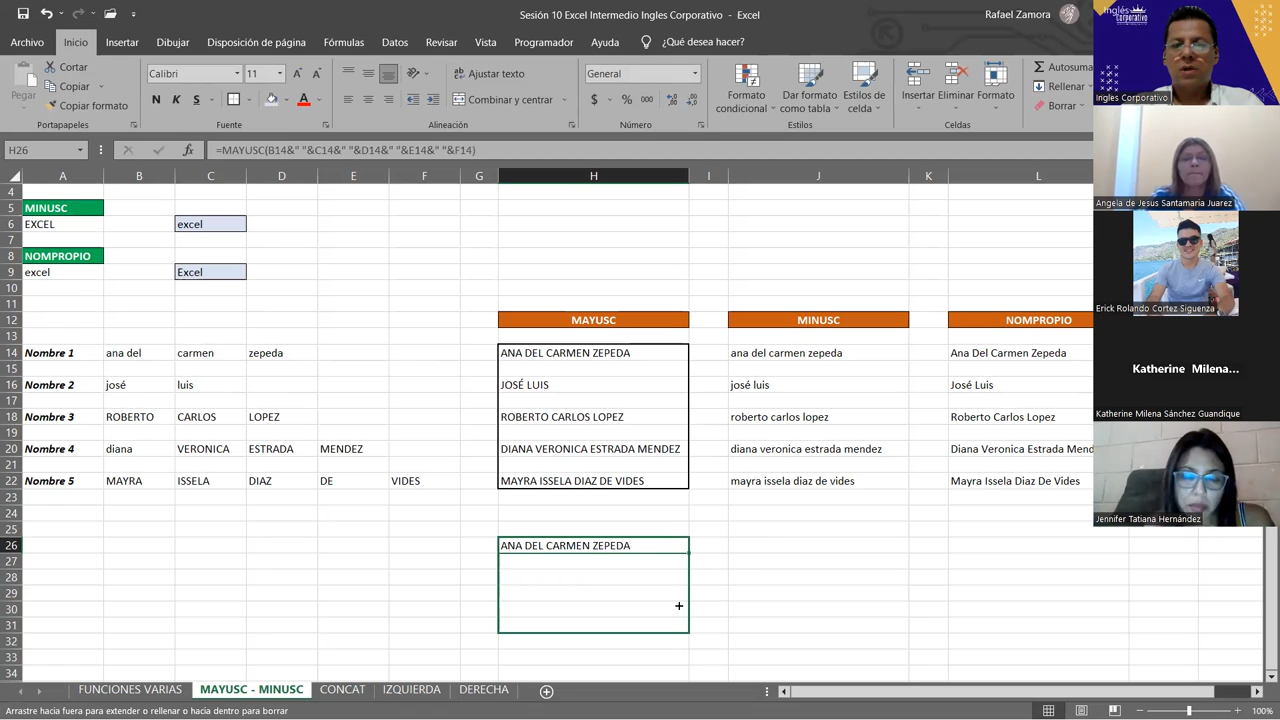 Sesión 10 Excel Intermedio Ingles Corporativo - Excel
Rafael Zamora
Archivo Inicio Insertar Dibujar Disposición de página Fórmulas Datos Revisar Vista Programador Ayuda ¿Qué desea hacer?
Pegar
Cortar
Copiar
Copiar formato
Portapapeles
Calibri 11
N K S
Fuente
Ajustar texto
Combinar y centrar
Alineación
General
$ % 000
Número
Formato condicional
Dar formato como tabla
Estilos de celda
Estilos
Insertar Eliminar Formato
Celdas
Autosuma
Rellenar
Borrar
H26 fx =MAYUSC(B14&" "&C14&" "&D14&" "&E14&" "&F14)
A B C D E F G H I J K L
4
5 MINUSC
6 EXCEL excel
7
8 NOMPROPIO
9 excel Excel
10
11
12 MAYUSC MINUSC NOMPROPIO
13
14 Nombre 1 ana del carmen zepeda ANA DEL CARMEN ZEPEDA ana del carmen zepeda Ana Del Carmen Zepeda
15
16 Nombre 2 josé luis JOSÉ LUIS josé luis José Luis
17
18 Nombre 3 ROBERTO CARLOS LOPEZ ROBERTO CARLOS LOPEZ roberto carlos lopez Roberto Carlos Lopez
19
20 Nombre 4 diana VERONICA ESTRADA MENDEZ DIANA VERONICA ESTRADA MENDEZ diana veronica estrada mendez Diana Veronica Estrada Mend
21
22 Nombre 5 MAYRA ISSELA DIAZ DE VIDES MAYRA ISSELA DIAZ DE VIDES mayra issela diaz de vides Mayra Issela Diaz De Vides
23
24
25
26 ANA DEL CARMEN ZEPEDA
27
28
29
30
31
32
33
34
FUNCIONES VARIAS MAYUSC - MINUSC CONCAT IZQUIERDA DERECHA
Arrastre hacia fuera para extender o rellenar o hacia dentro para borrar
100%
Inglés
Corporativo
Ingles Corporativo
Angela de Jesus Santamaria Juarez
Erick Rolando Cortez Siguenza
Katherine Milena...
Katherine Milena Sánchez Guandique
Jennifer Tatiana Hernández